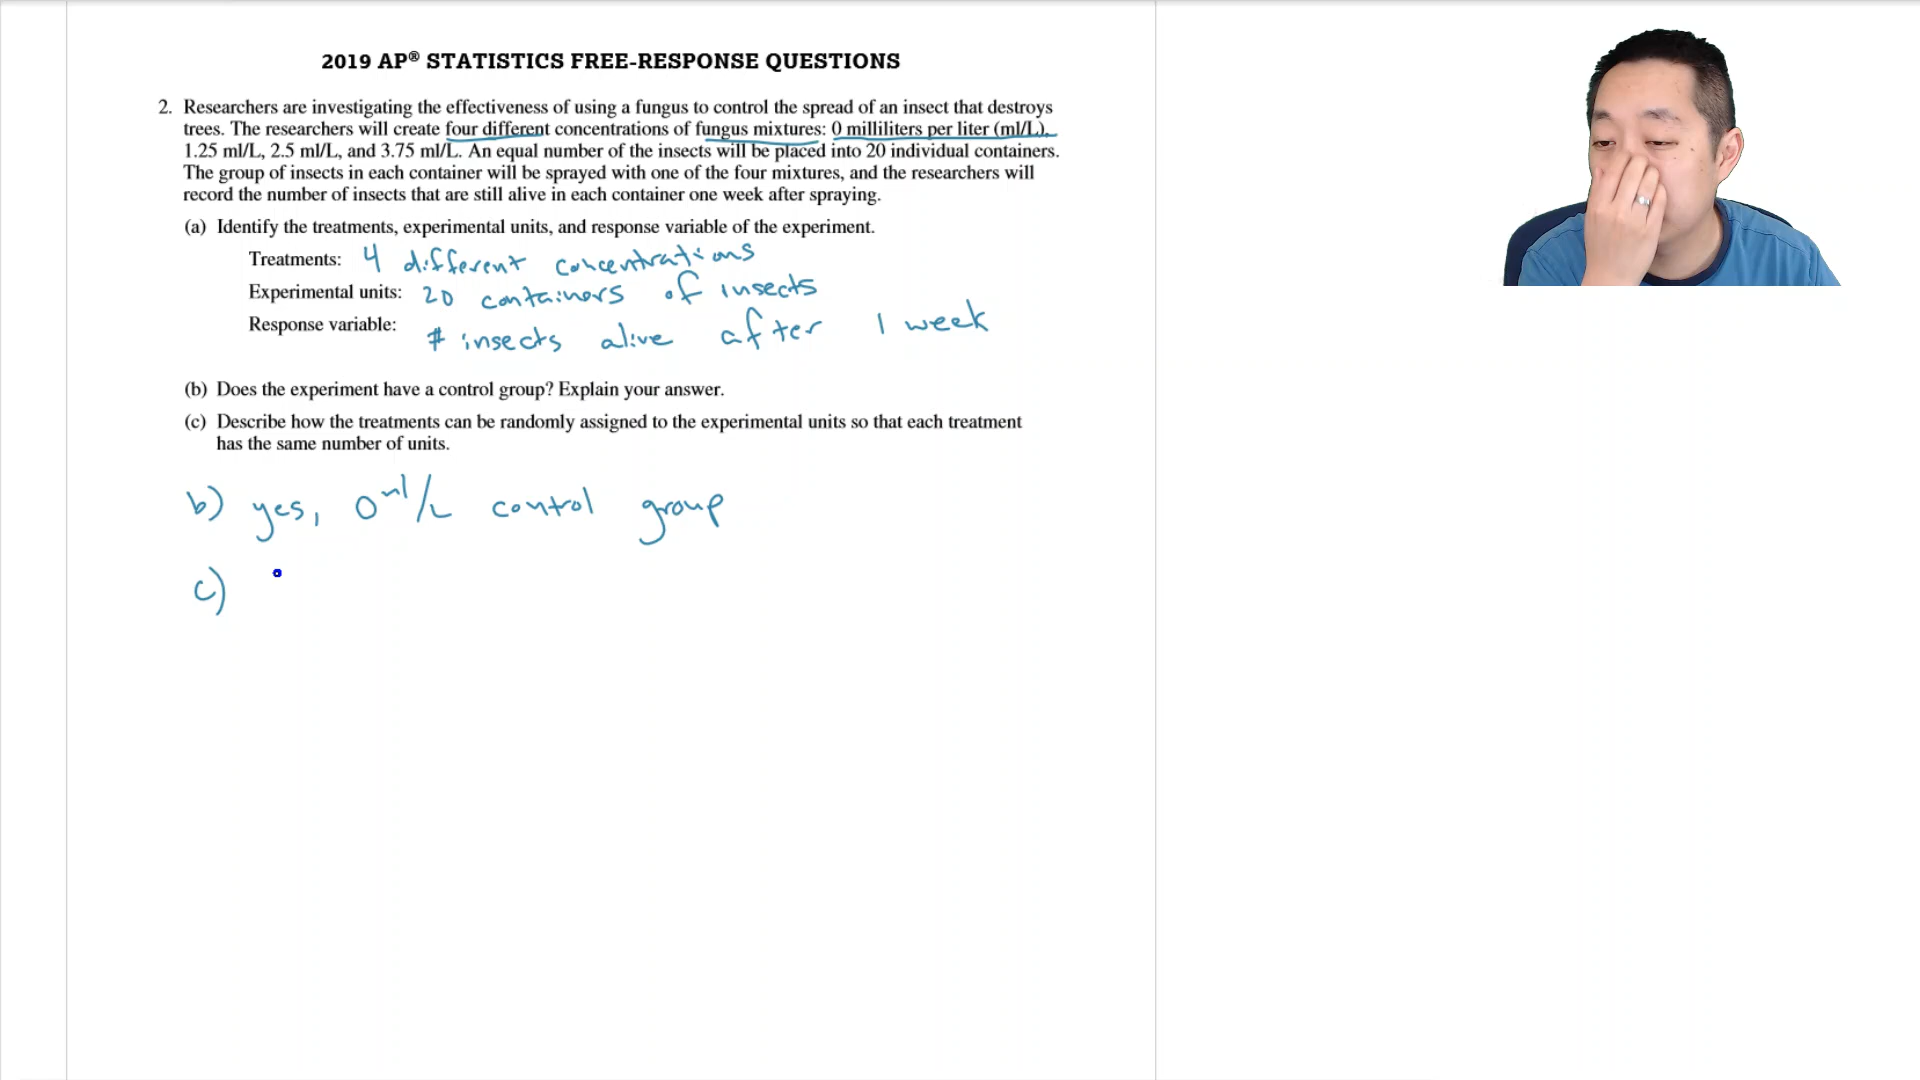 2019 AP® STATISTICS FREE-RESPONSE QUESTIONS
2. Researchers are investigating the effectiveness of using a fungus to control the spread of an insect that destroys
trees. The researchers will create four different concentrations of fungus mixtures: 0 milliliters per liter (ml/L),
1.25 ml/L, 2.5 ml/L, and 3.75 ml/L. An equal number of the insects will be placed into 20 individual containers.
The group of insects in each container will be sprayed with one of the four mixtures, and the researchers will
record the number of insects that are still alive in each container one week after spraying.
(a) Identify the treatments, experimental units, and response variable of the experiment.
Treatments: 4 different concentrations
Experimental units: 20 containers of insects
Response variable: # insects alive after 1 week
(b) Does the experiment have a control group? Explain your answer.
(c) Describe how the treatments can be randomly assigned to the experimental units so that each treatment
has the same number of units.
b) yes, 0 ml/L control group
c)